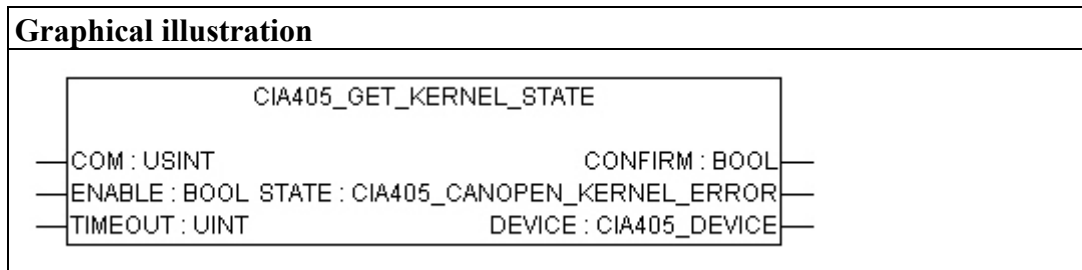 Graphical illustration
CIA405_GET_KERNEL_STATE
COM : USINT CONFIRM : BOOL
ENABLE : BOOL STATE : CIA405_CANOPEN_KERNEL_ERROR
TIMEOUT : UINT DEVICE : CIA405_DEVICE